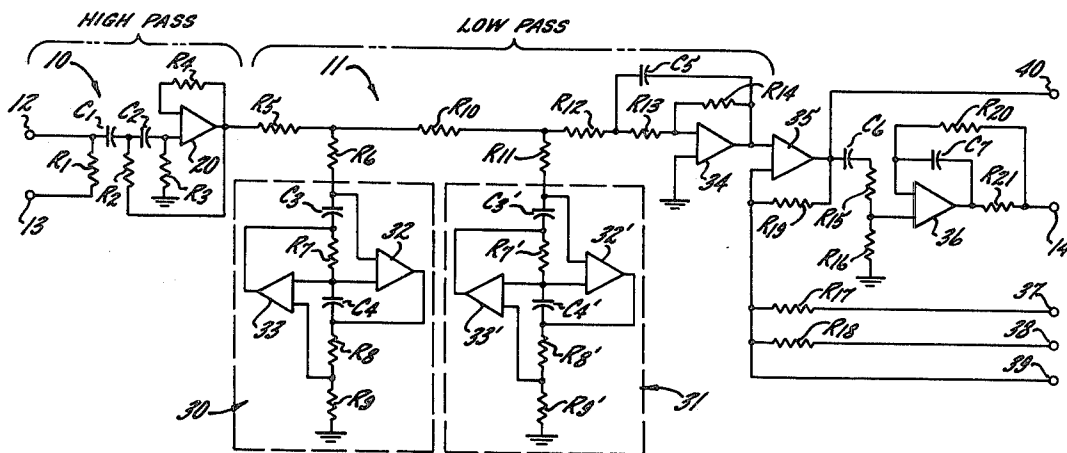 HIGH PASS
LOW PASS
10
11
12
13
C1
C2
R1
R2
R3
R4
20
R5
R10
R6
R11
R12
R13
C5
R14
34
35
40
C6
R15
R16
R19
R20
C7
R21
36
14
R17
37
R18
38
39
C3
R7
32
33
C4
R8
R9
30
C3'
R7'
32'
33'
C4'
R8'
R9'
31